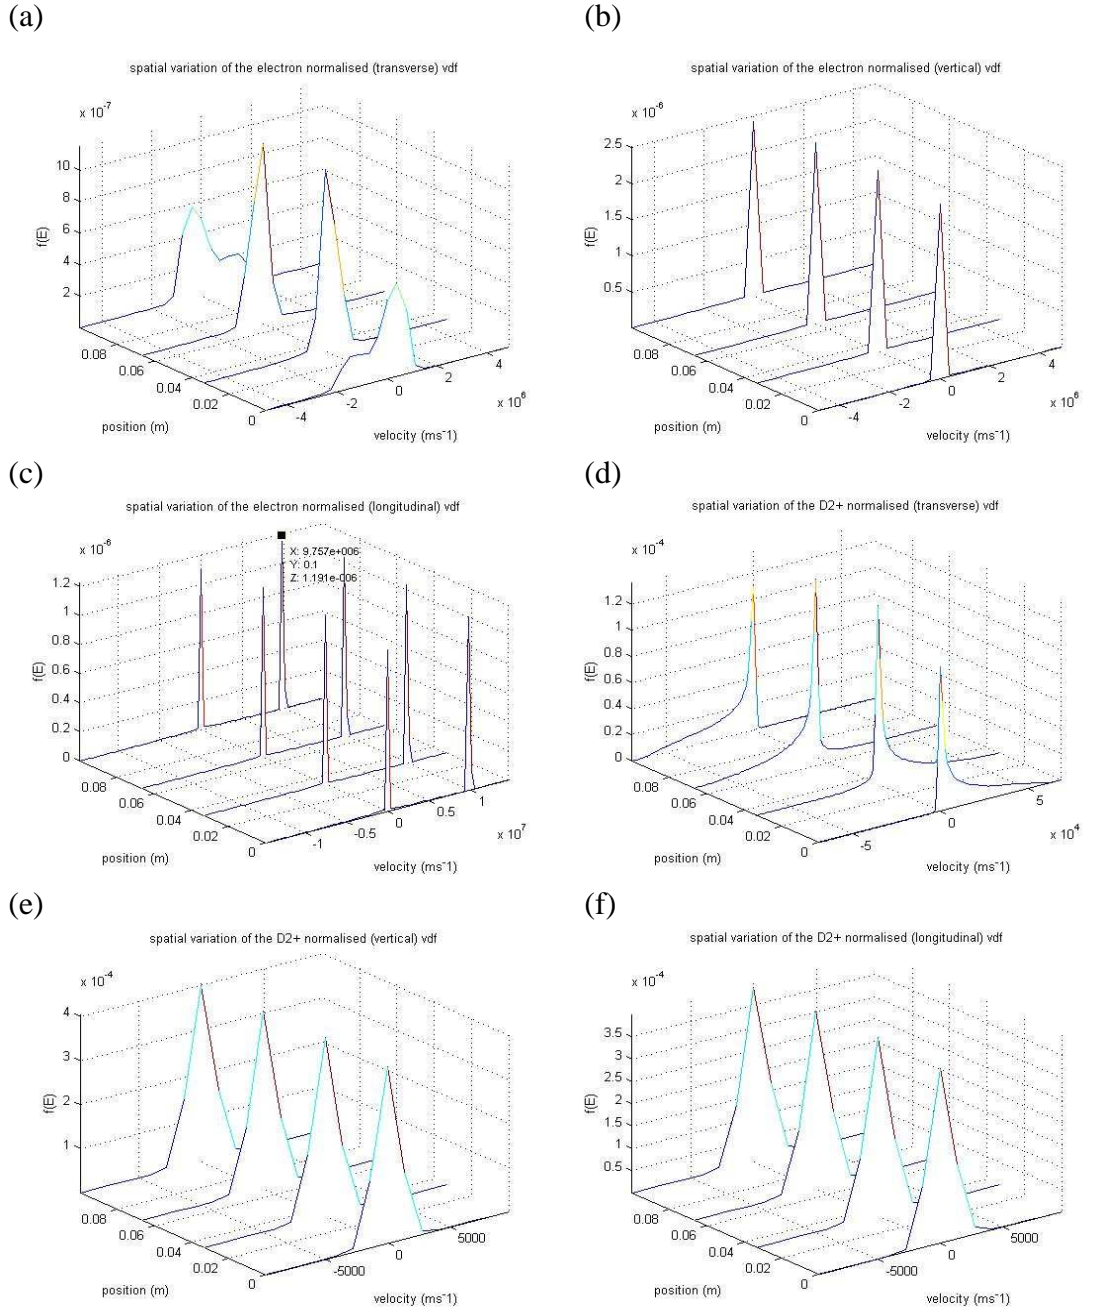 (a)
(b)
spatial variation of the electron normalised (transverse) vdf
x 10-7
10
8
6
4
2
f(E)
0.08
0.06
0.04
0.02
0
position (m)
-4
-2
0
2
4
x 10^6
velocity (ms-1)
spatial variation of the electron normalised (vertical) vdf
x 10-6
2.5
2
1.5
1
0.5
f(E)
0.08
0.06
0.04
0.02
0
position (m)
-4
-2
0
2
4
x 10^6
velocity (ms-1)
(c)
(d)
spatial variation of the electron normalised (longitudinal) vdf
x 10-6
X: 9.757e+006
Y: 0.1
Z: 1.191e-006
1.2
1
0.8
0.6
0.4
0.2
0
f(E)
0.08
0.06
0.04
0.02
0
position (m)
-1
-0.5
0
0.5
1
x 10^7
velocity (ms-1)
spatial variation of the D2+ normalised (transverse) vdf
x 10-4
1.2
1
0.8
0.6
0.4
0.2
0
f(E)
0.08
0.06
0.04
0.02
0
position (m)
-5
0
5
x 10^4
velocity (ms-1)
(e)
(f)
spatial variation of the D2+ normalised (vertical) vdf
x 10-4
4
3
2
1
f(E)
0.08
0.06
0.04
0.02
0
position (m)
-5000
0
5000
velocity (ms-1)
spatial variation of the D2+ normalised (longitudinal) vdf
x 10-4
3.5
3
2.5
2
1.5
1
0.5
f(E)
0.08
0.06
0.04
0.02
0
position (m)
-5000
0
5000
velocity (ms-1)